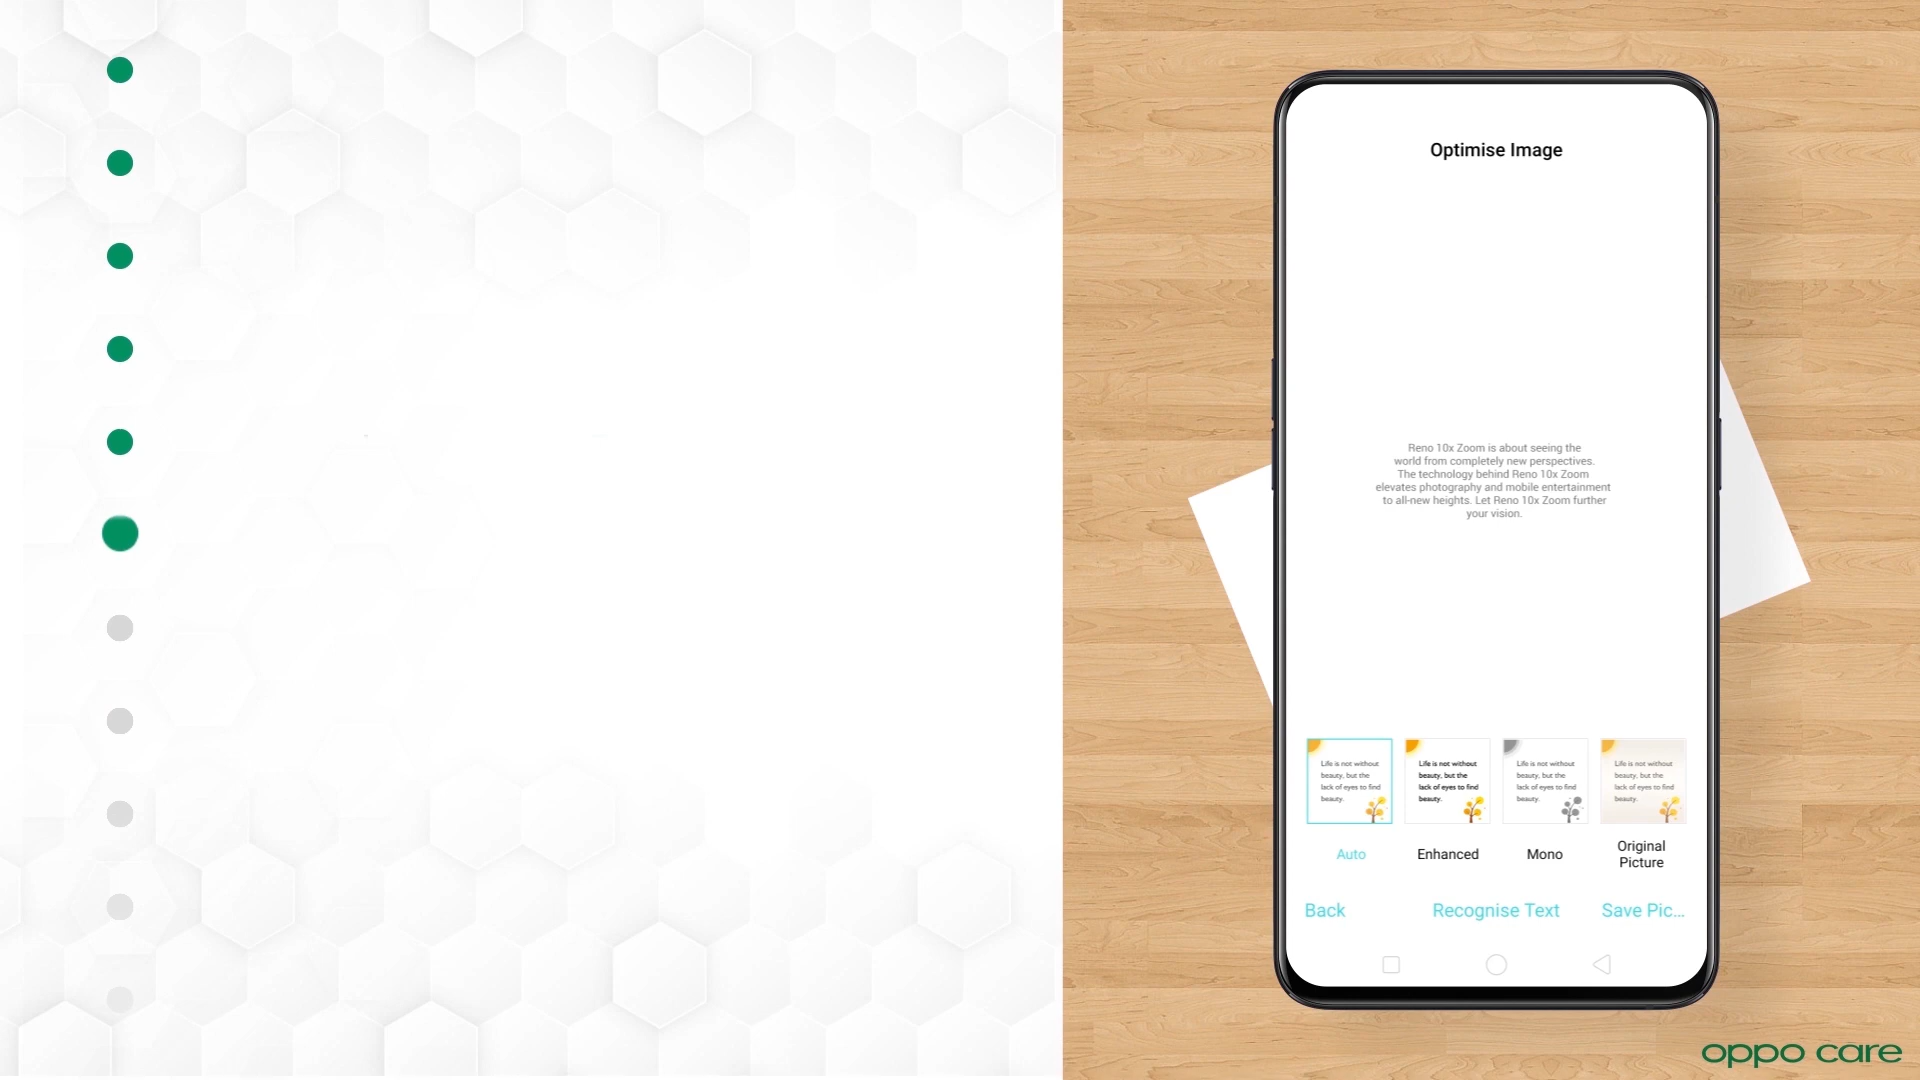 Optimise Image
Reno 10x Zoom is about seeing the
world from completely new perspectives.
The technology behind Reno 10x Zoom
elevates photography and mobile entertainment
to all-new heights. Let Reno 10x Zoom further
your vision.
Life is not without
beauty, but the
lack of eyes to find
beauty.
Life is not without
beauty, but the
lack of eyes to find
beauty.
Life is not without
beauty, but the
lack of eyes to find
beauty.
Life is not without
beauty, but the
lack of eyes to find
beauty.
Auto
Enhanced
Mono
Original
Picture
Back
Recognise Text
Save Pic...
oppo care